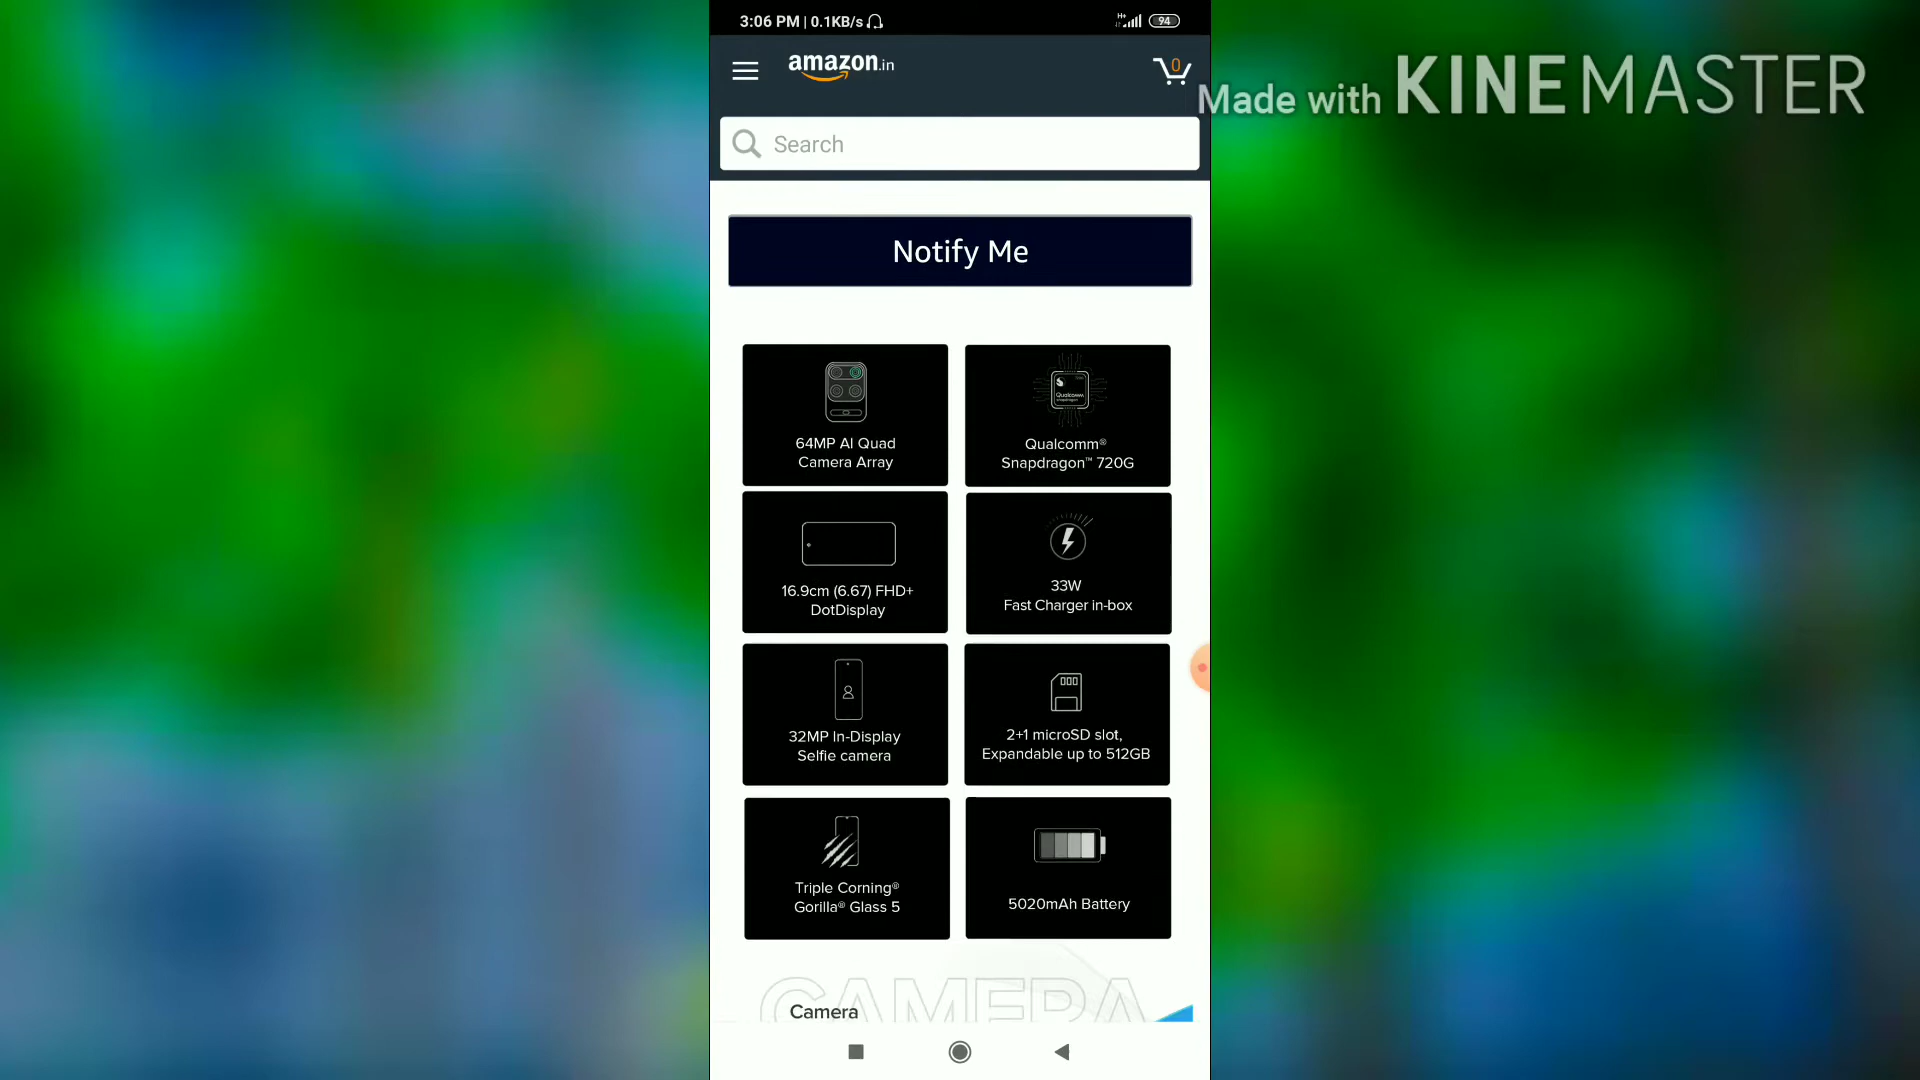 3:06 PM | 0.1KB/s
H+
94
amazon.in
0
Made with KINEMASTER
Search
Notify Me
64MP AI Quad
Camera Array
Qualcomm
snapdragon
Qualcomm®
Snapdragon™ 720G
16.9cm (6.67) FHD+
DotDisplay
33W
Fast Charger in-box
32MP In-Display
Selfie camera
2+1 microSD slot,
Expandable up to 512GB
Triple Corning®
Gorilla® Glass 5
5020mAh Battery
CAMERA
Camera